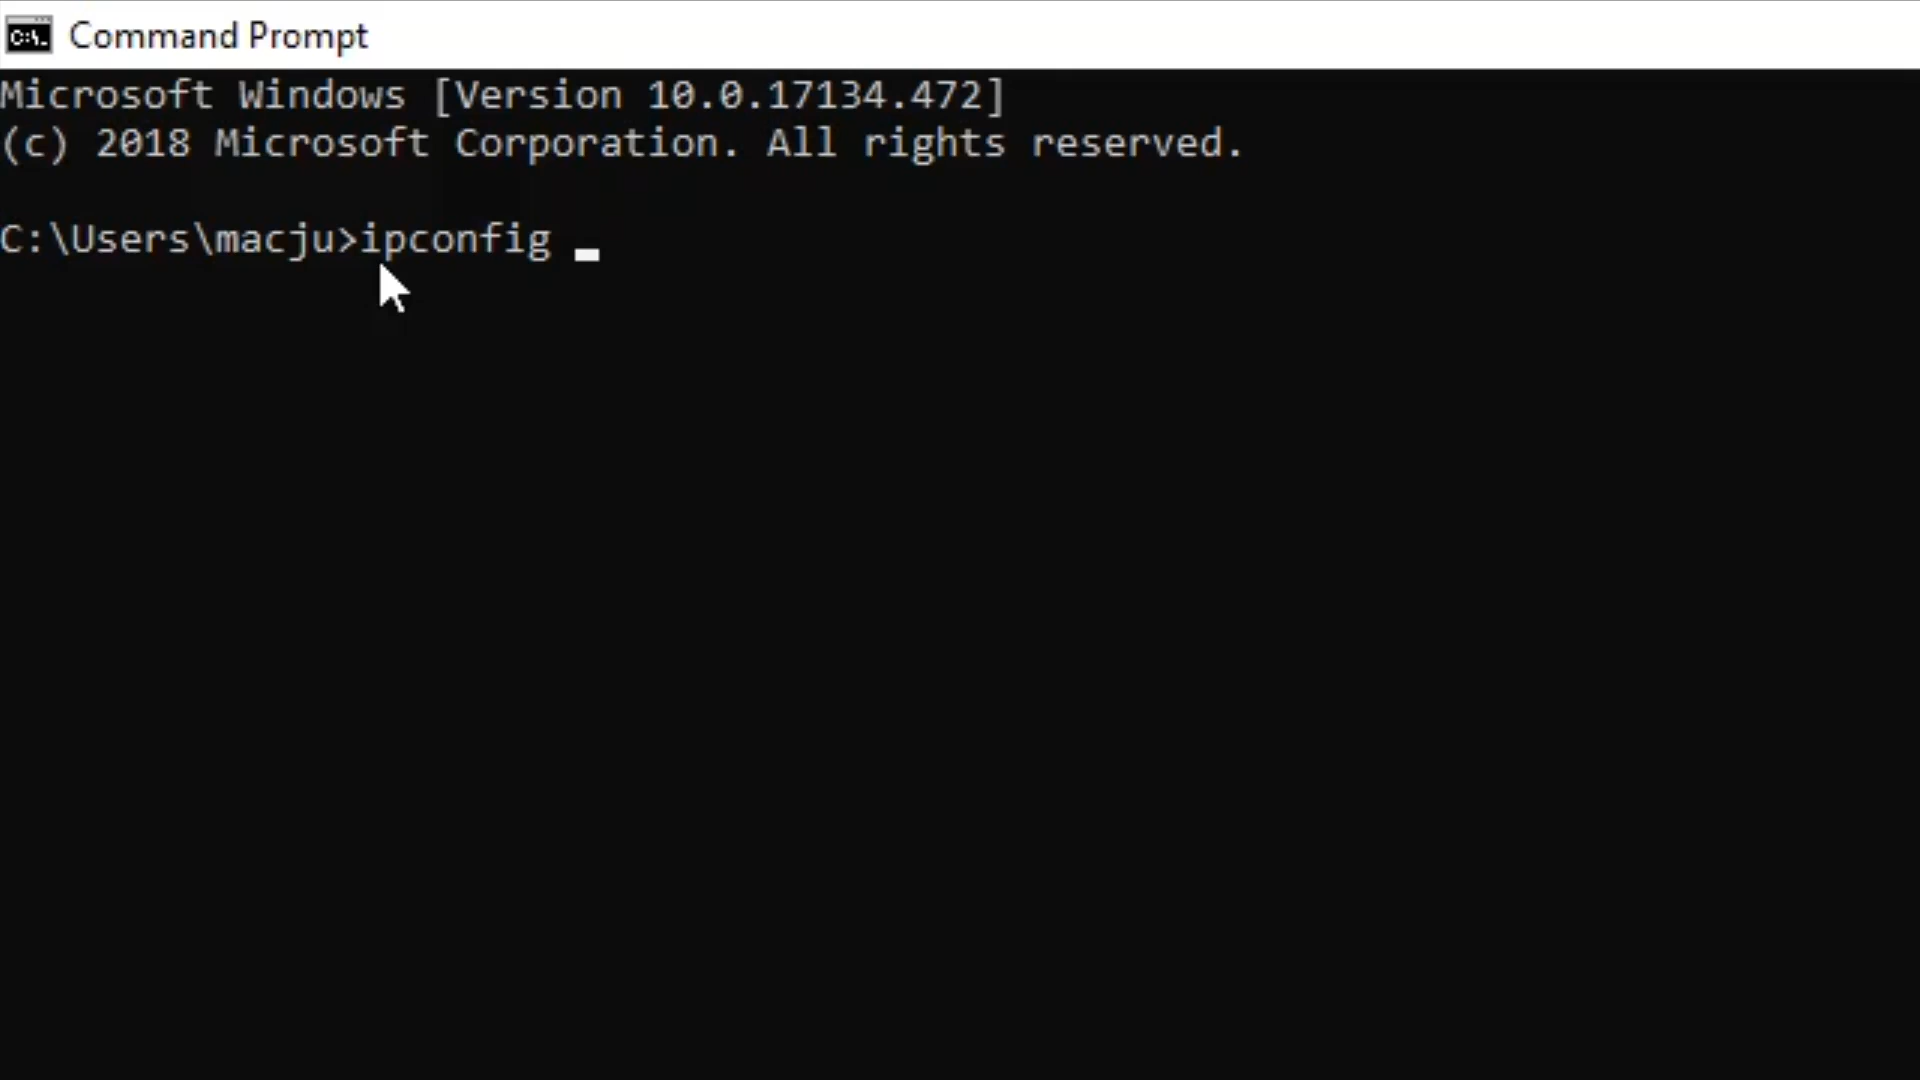 C:\.
Command Prompt
Microsoft Windows [Version 10.0.17134.472]
(c) 2018 Microsoft Corporation. All rights reserved.
C:\Users\macju>ipconfig _